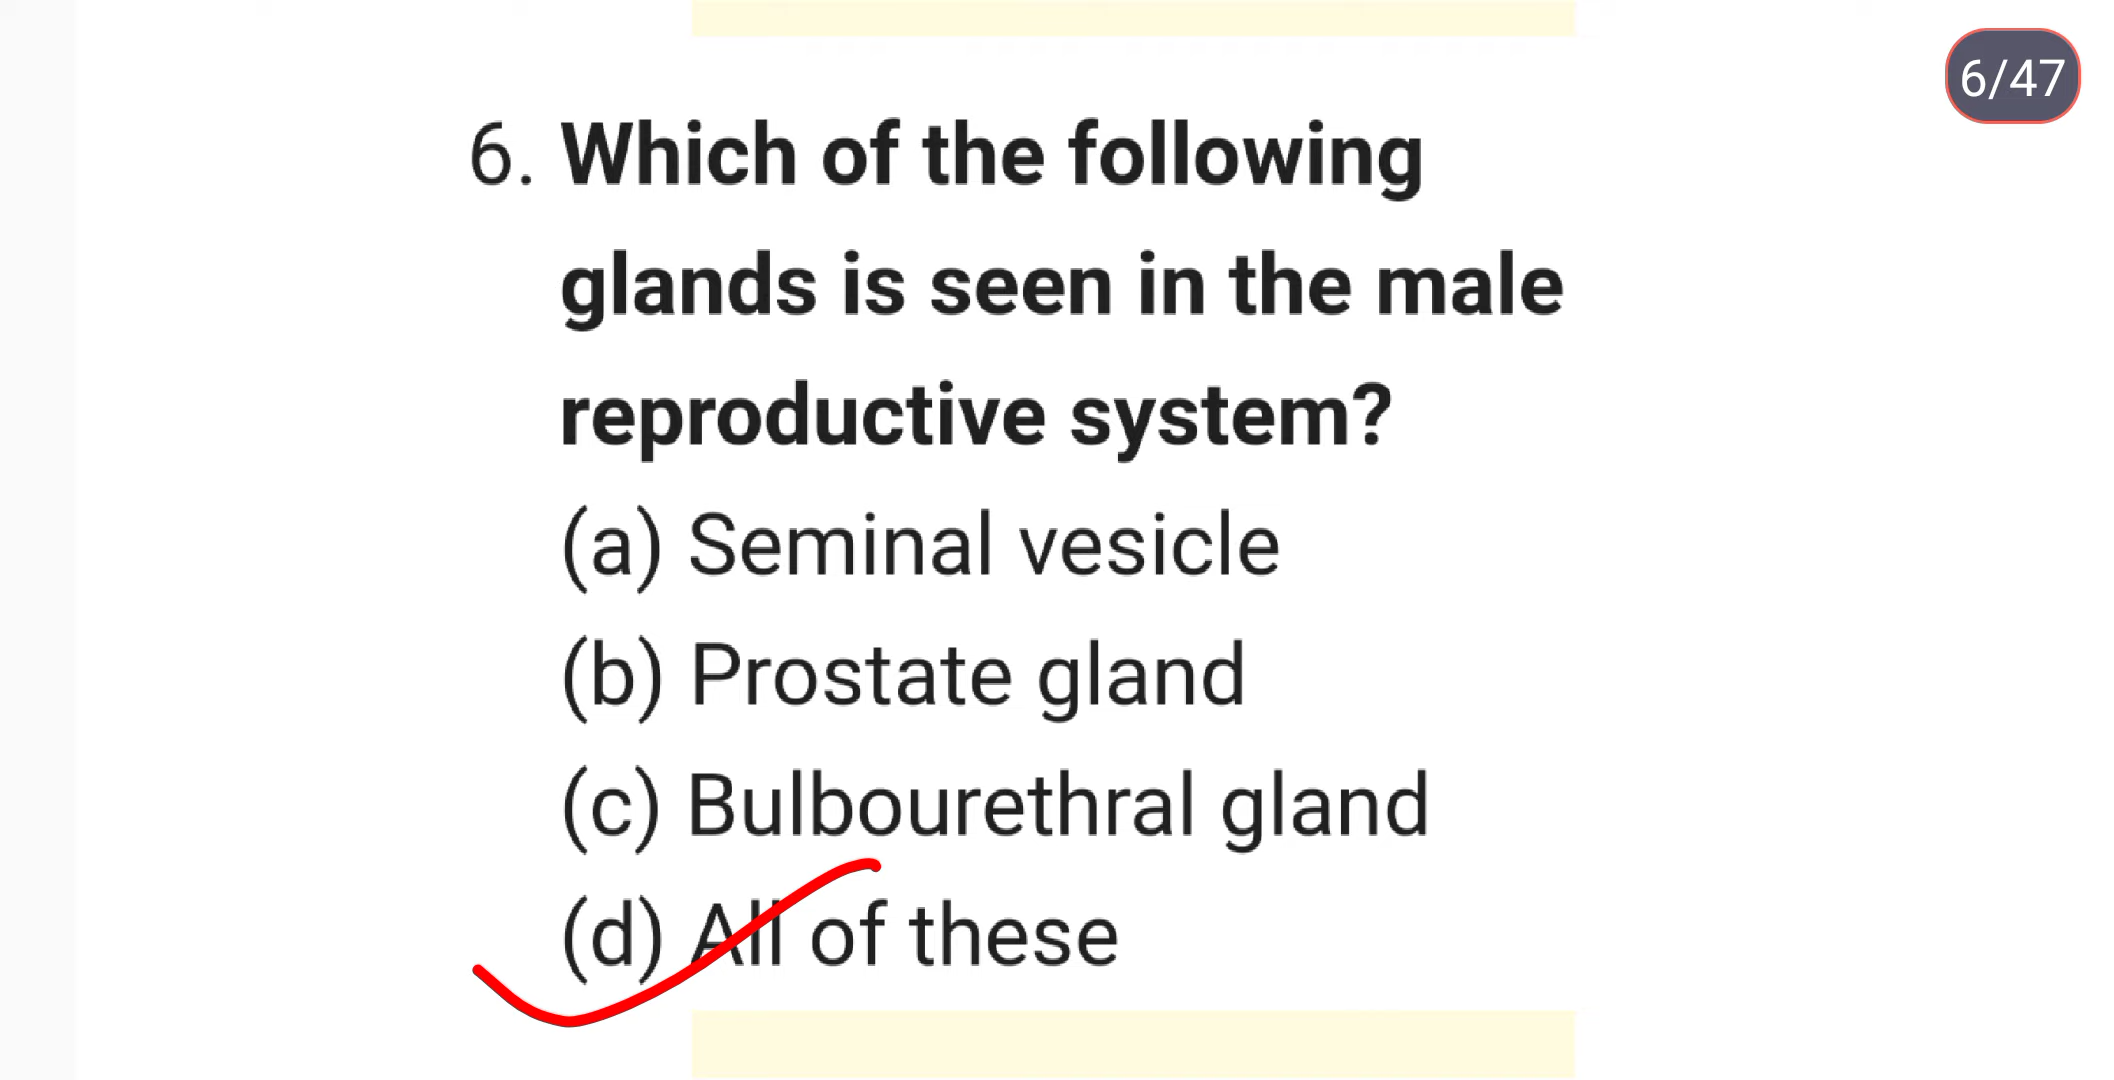 6/47
6. Which of the following
glands is seen in the male
reproductive system?
(a) Seminal vesicle
(b) Prostate gland
(c) Bulbourethral gland
(d) All of these